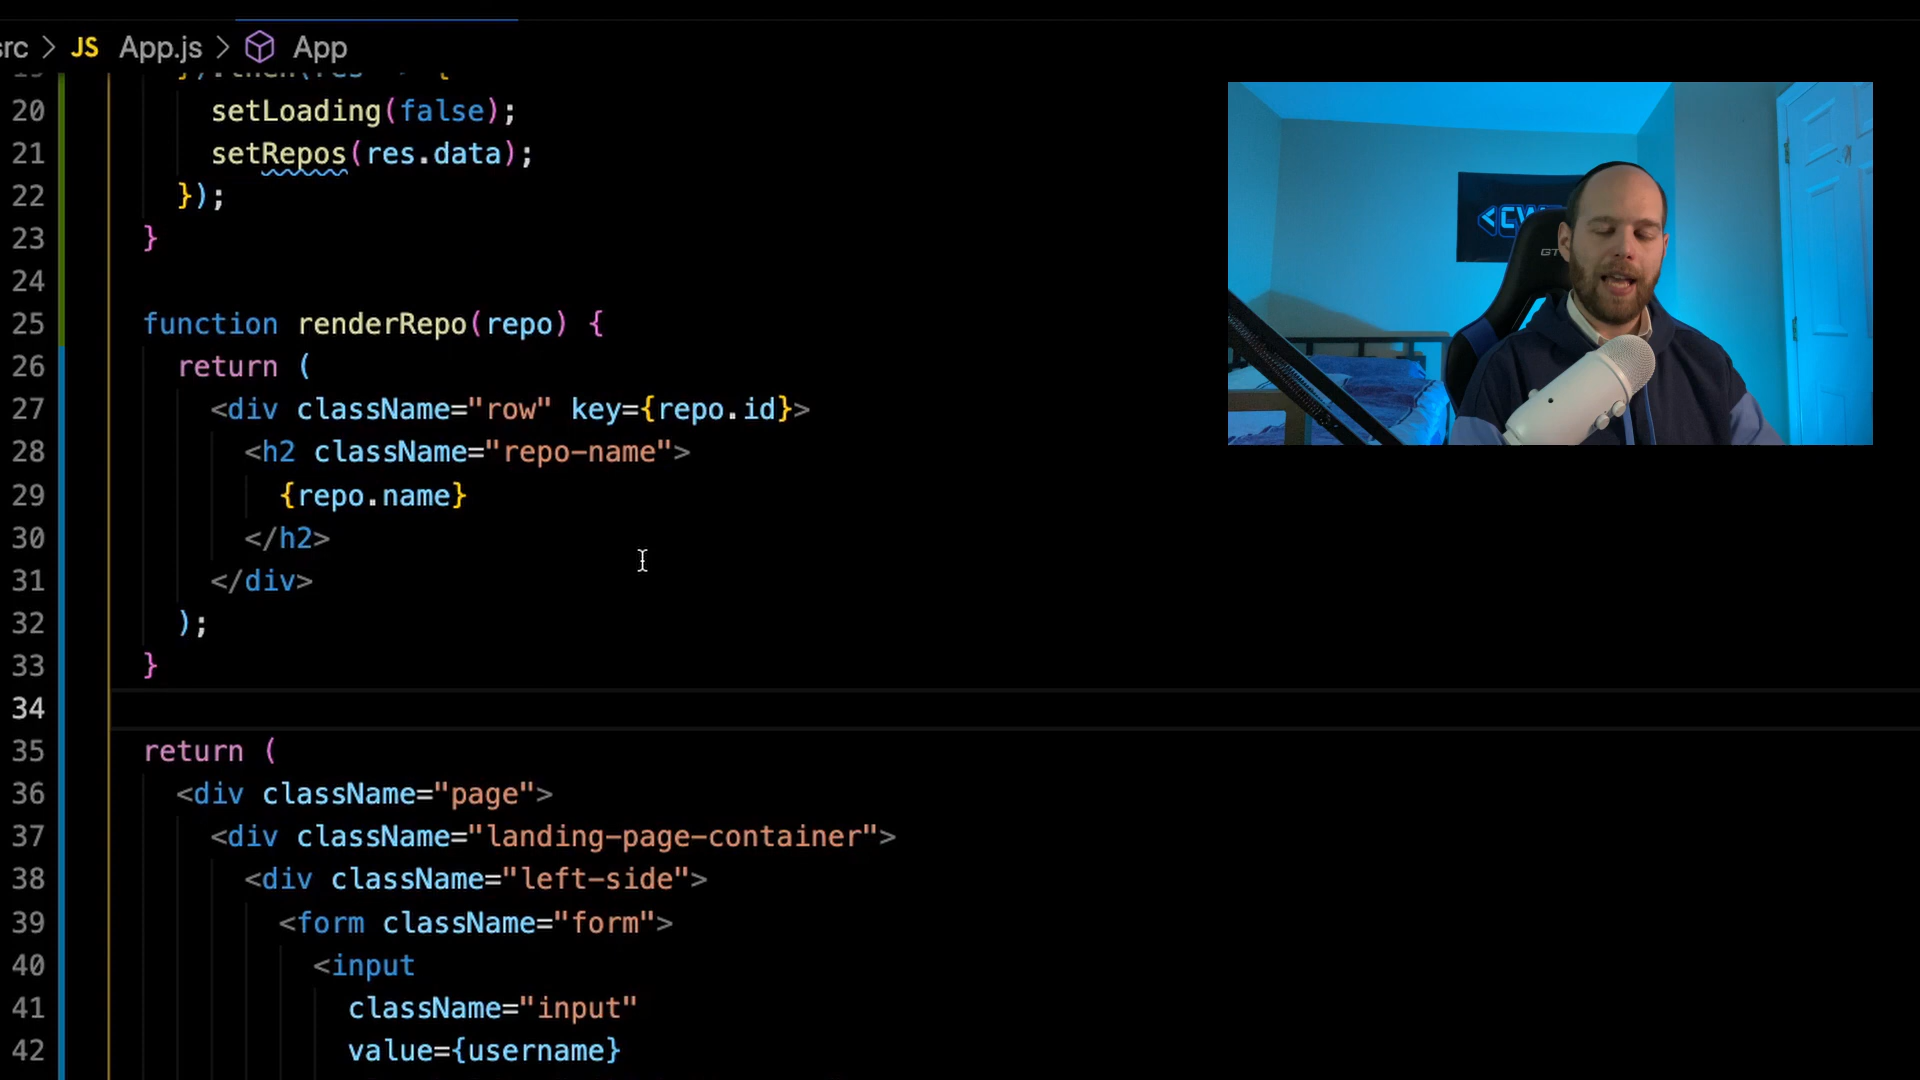 src > JS App.js > App
20 setLoading(false);
21 setRepos(res.data);
22 });
23 }
24
25 function renderRepo(repo) {
26 return (
27 <div className="row" key={repo.id}>
28 <h2 className="repo-name">
29 {repo.name}
30 </h2>
31 </div>
32 );
33 }
34
35 return (
36 <div className="page">
37 <div className="landing-page-container">
38 <div className="left-side">
39 <form className="form">
40 <input
41 className="input"
42 value={username}
GT